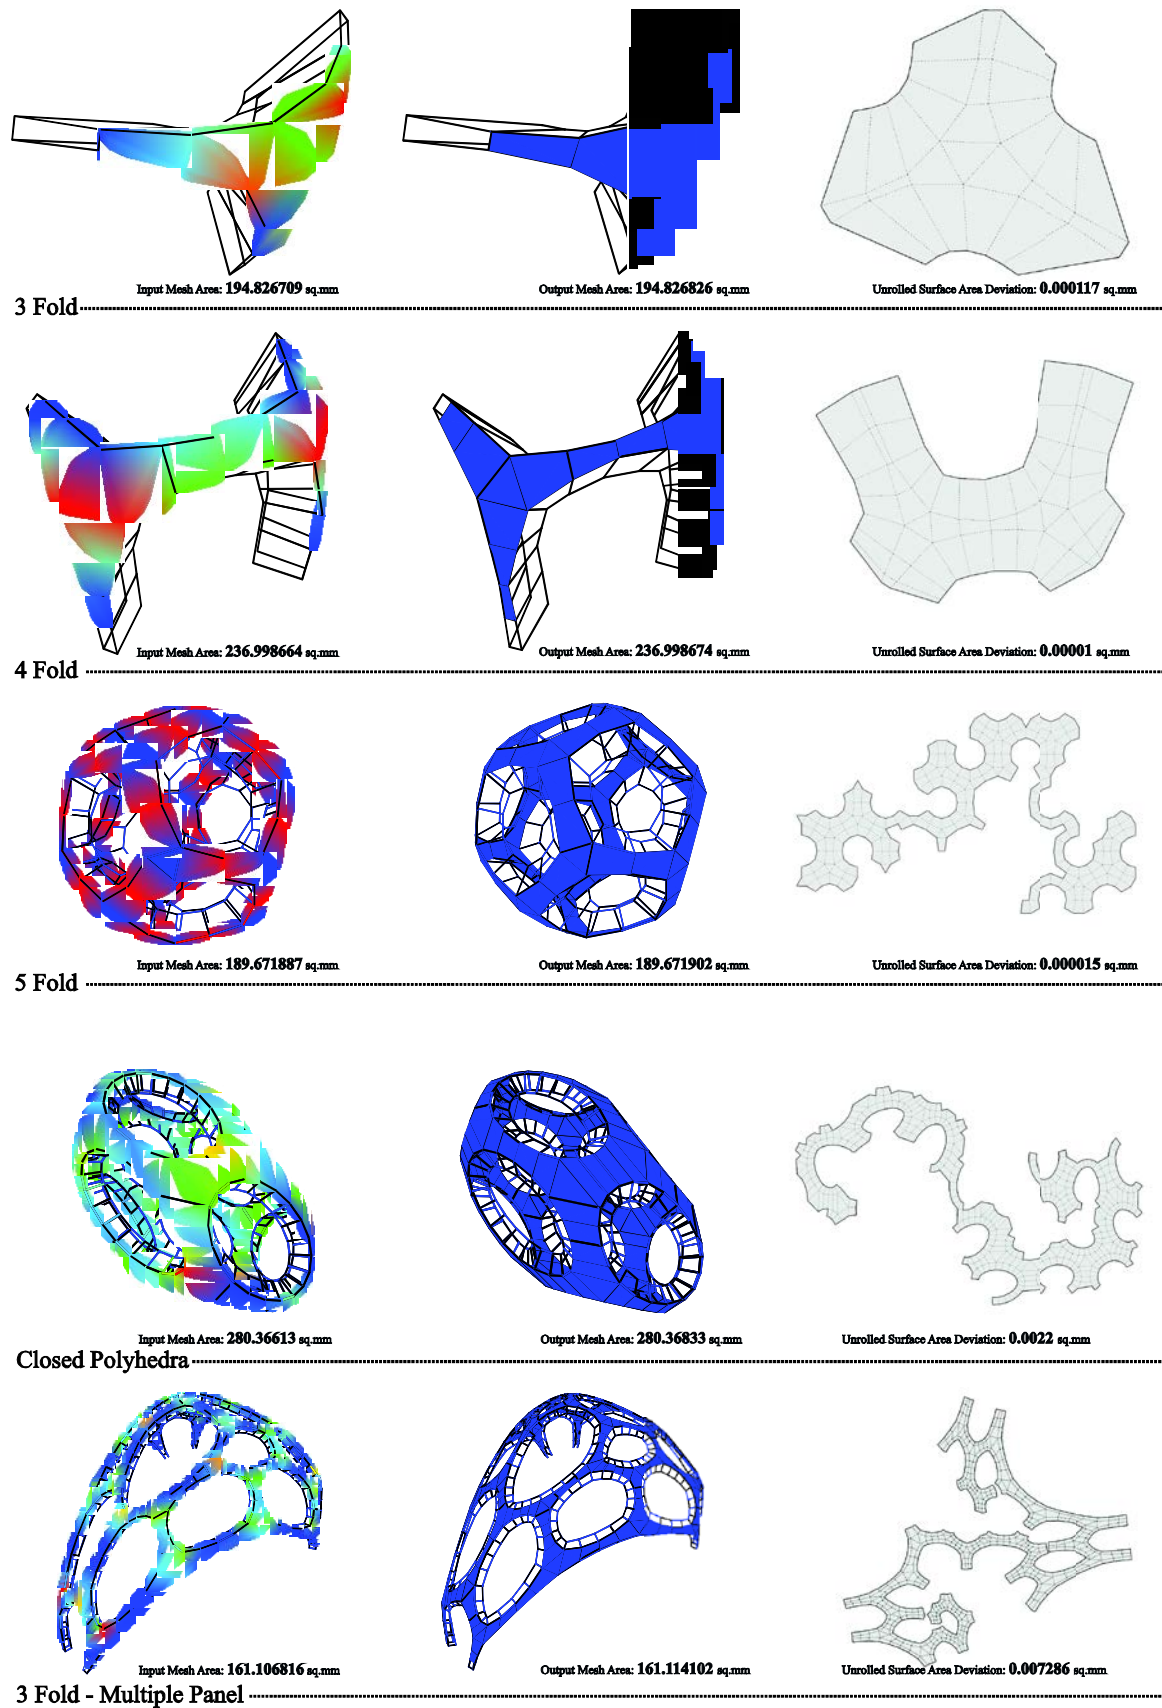 Input Mesh Area: 194.826709 sq.mm
Output Mesh Area: 194.826826 sq.mm
Unrolled Surface Area Deviation: 0.000117 sq.mm
3 Fold
Input Mesh Area: 236.998664 sq.mm
Output Mesh Area: 236.998674 sq.mm
Unrolled Surface Area Deviation: 0.00001 sq.mm
4 Fold
Input Mesh Area: 189.671887 sq.mm
Output Mesh Area: 189.671902 sq.mm
Unrolled Surface Area Deviation: 0.000015 sq.mm
5 Fold
Input Mesh Area: 280.36613 sq.mm
Output Mesh Area: 280.36833 sq.mm
Unrolled Surface Area Deviation: 0.0022 sq.mm
Closed Polyhedra
Input Mesh Area: 161.106816 sq.mm
Output Mesh Area: 161.114102 sq.mm
Unrolled Surface Area Deviation: 0.007286 sq.mm
3 Fold - Multiple Panel